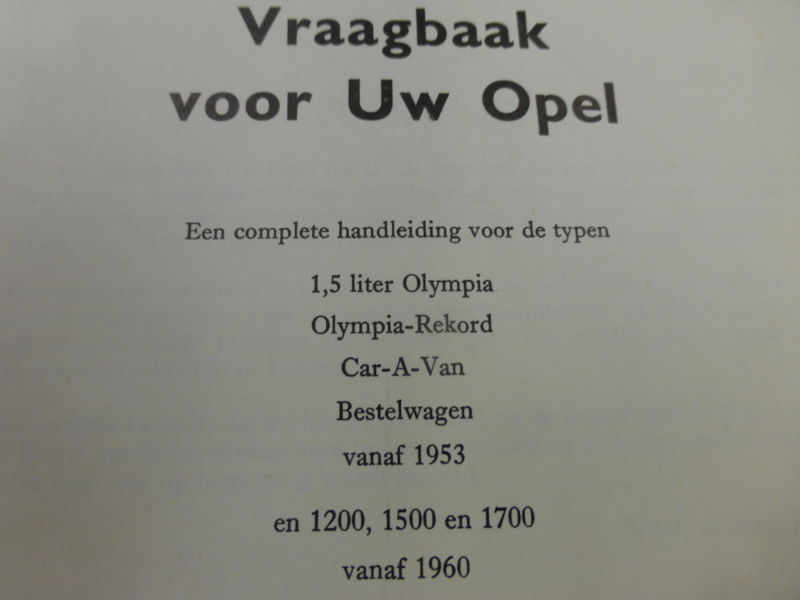 Vraagbaak
voor Uw Opel
Een complete handleiding voor de typen
1,5 liter Olympia
Olympia-Rekord
Car-A-Van
Bestelwagen
vanaf 1953
en 1200, 1500 en 1700
vanaf 1960